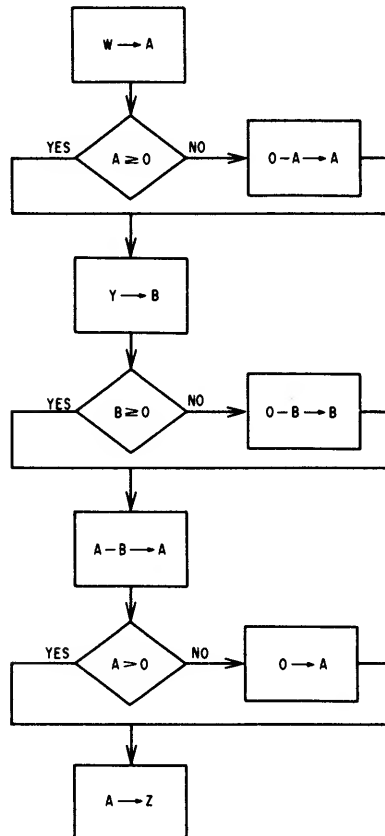 W → A
YES
A ≥ 0
NO
0 – A → A
Y → B
YES
B ≥ 0
NO
0 – B → B
A – B → A
YES
A > 0
NO
0 → A
A → Z